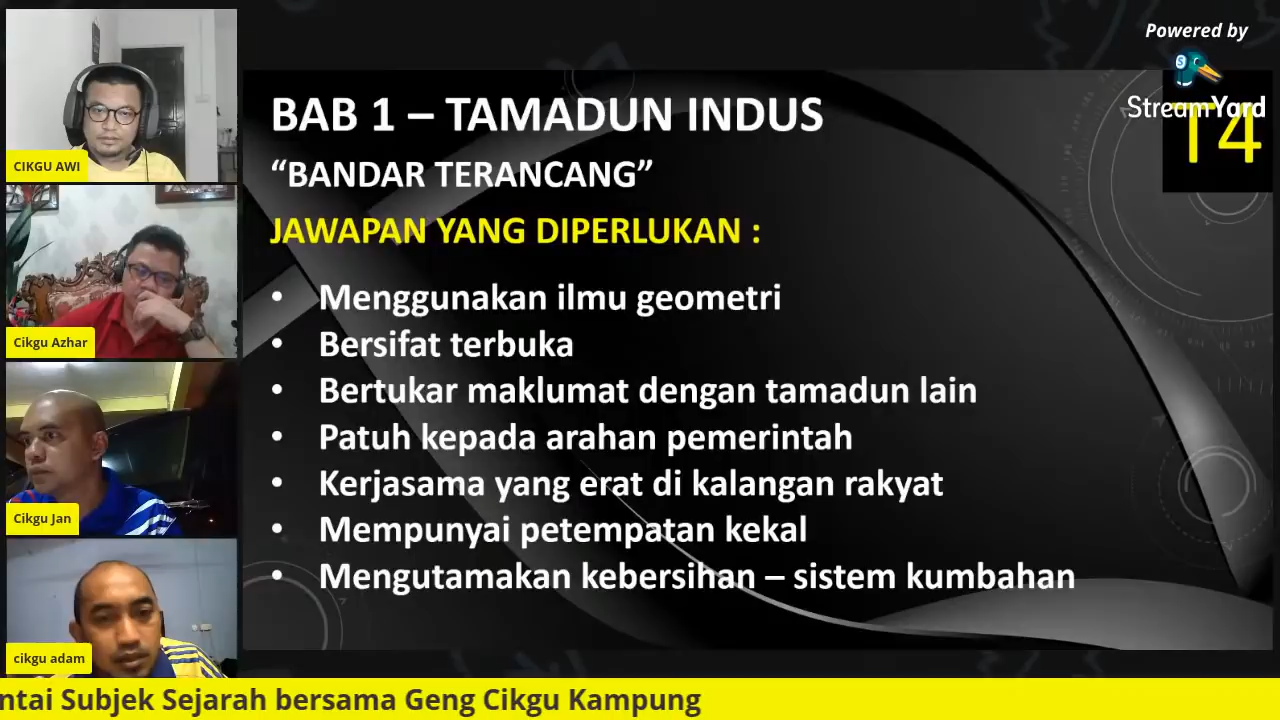 Powered by
StreamYard
T4
BAB 1 – TAMADUN INDUS
“BANDAR TERANCANG”
JAWAPAN YANG DIPERLUKAN :
• Menggunakan ilmu geometri
• Bersifat terbuka
• Bertukar maklumat dengan tamadun lain
• Patuh kepada arahan pemerintah
• Kerjasama yang erat di kalangan rakyat
• Mempunyai petempatan kekal
• Mengutamakan kebersihan – sistem kumbahan
CIKGU AWI
Cikgu Azhar
Cikgu Jan
cikgu adam
ntai Subjek Sejarah bersama Geng Cikgu Kampung